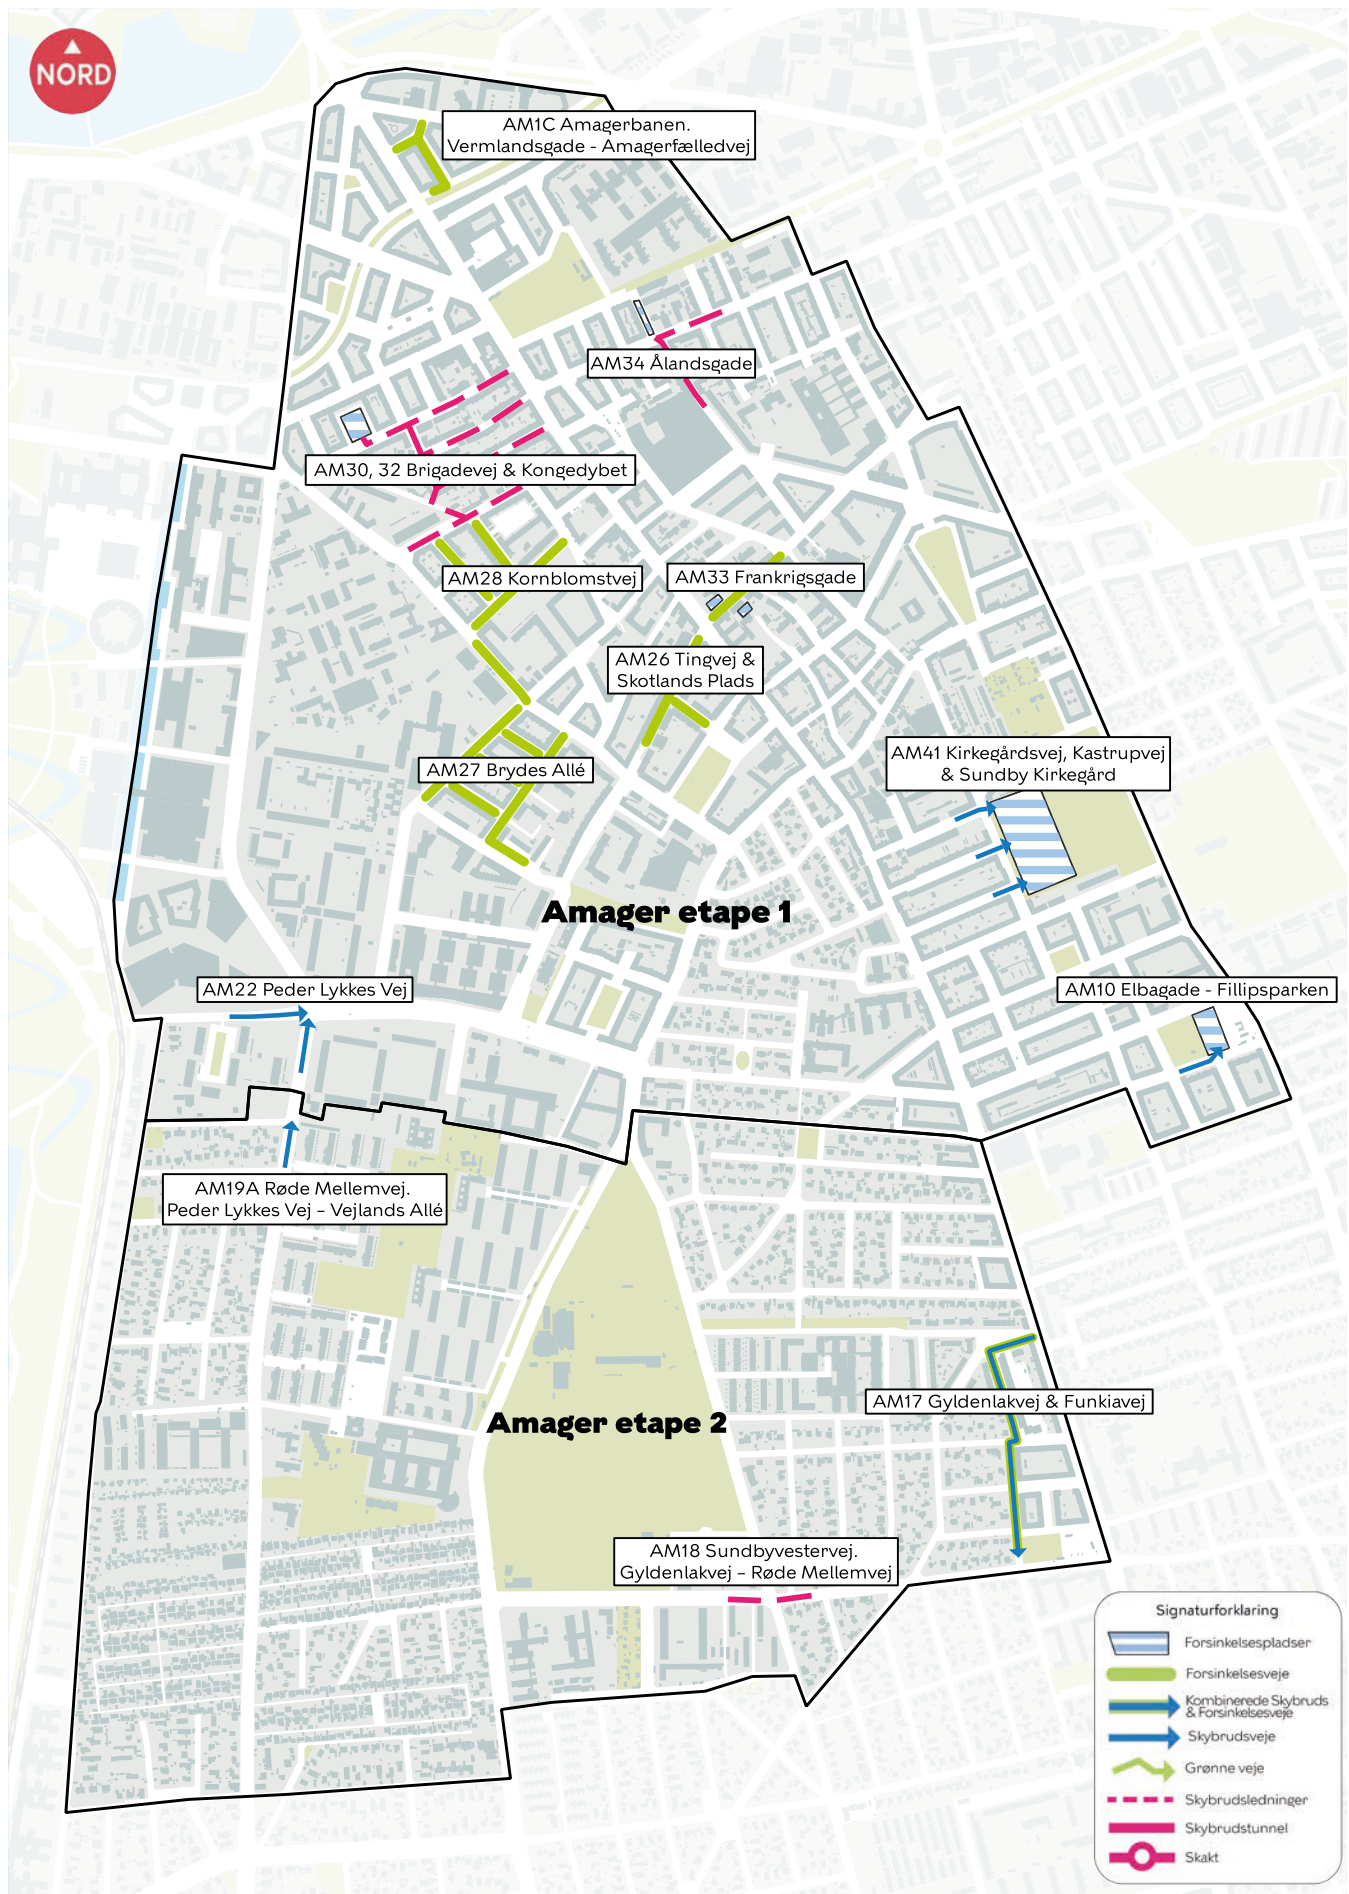 NORD
AM1C Amagerbanen.
Vermlandsgade - Amagerfælledvej
AM34 Ålandsgade
AM30, 32 Brigadevej & Kongedybet
AM28 Kornblomstvej
AM33 Frankrigsgade
AM26 Tingvej &
Skotlands Plads
AM27 Brydes Allé
AM41 Kirkegårdsvej, Kastrupvej
& Sundby Kirkegård
Amager etape 1
AM22 Peder Lykkes Vej
AM10 Elbagade - Fillipsparken
AM19A Røde Mellemvej.
Peder Lykkes Vej – Vejlands Allé
AM17 Gyldenlakvej & Funkiavej
Amager etape 2
AM18 Sundbyvestervej.
Gyldenlakvej – Røde Mellemvej
Signaturforklaring
Forsinkelsespladser
Forsinkelsesveje
Kombinerede Skybruds
& Forsinkelsesveje
Skybrudsveje
Grønne veje
Skybrudsledninger
Skybrudstunnel
Skakt